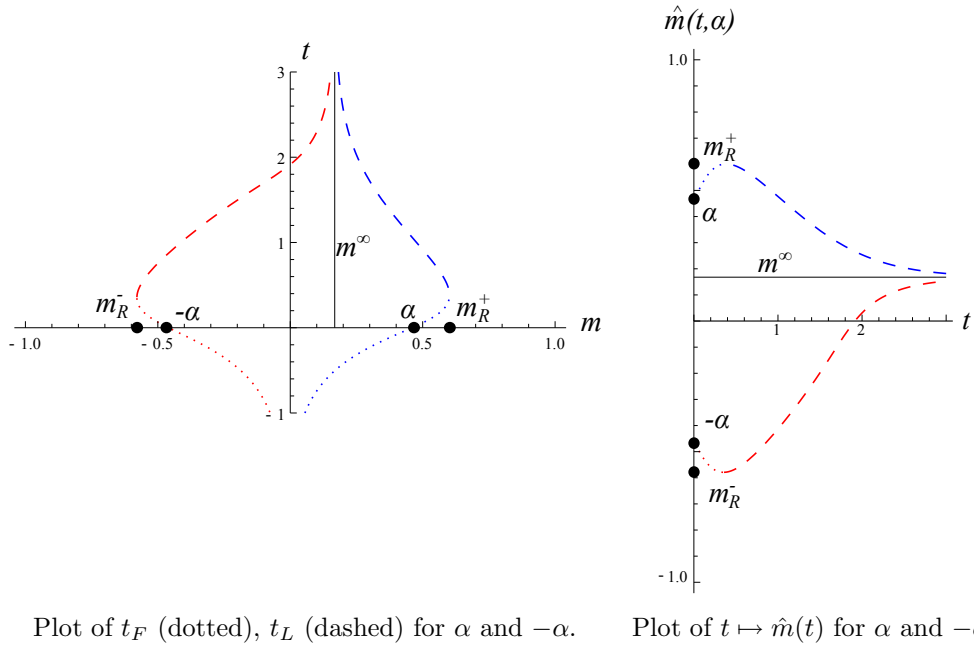 t
3
2
1
m^∞
m_R^-
-α
α
m_R^+
m
-1.0
-0.5
0.5
1.0
-1
Plot of t_F (dotted), t_L (dashed) for α and −α.
m̂(t,α)
1.0
m_R^+
α
m^∞
1
2
t
-α
m_R^-
-1.0
Plot of t ↦ m̂(t) for α and −